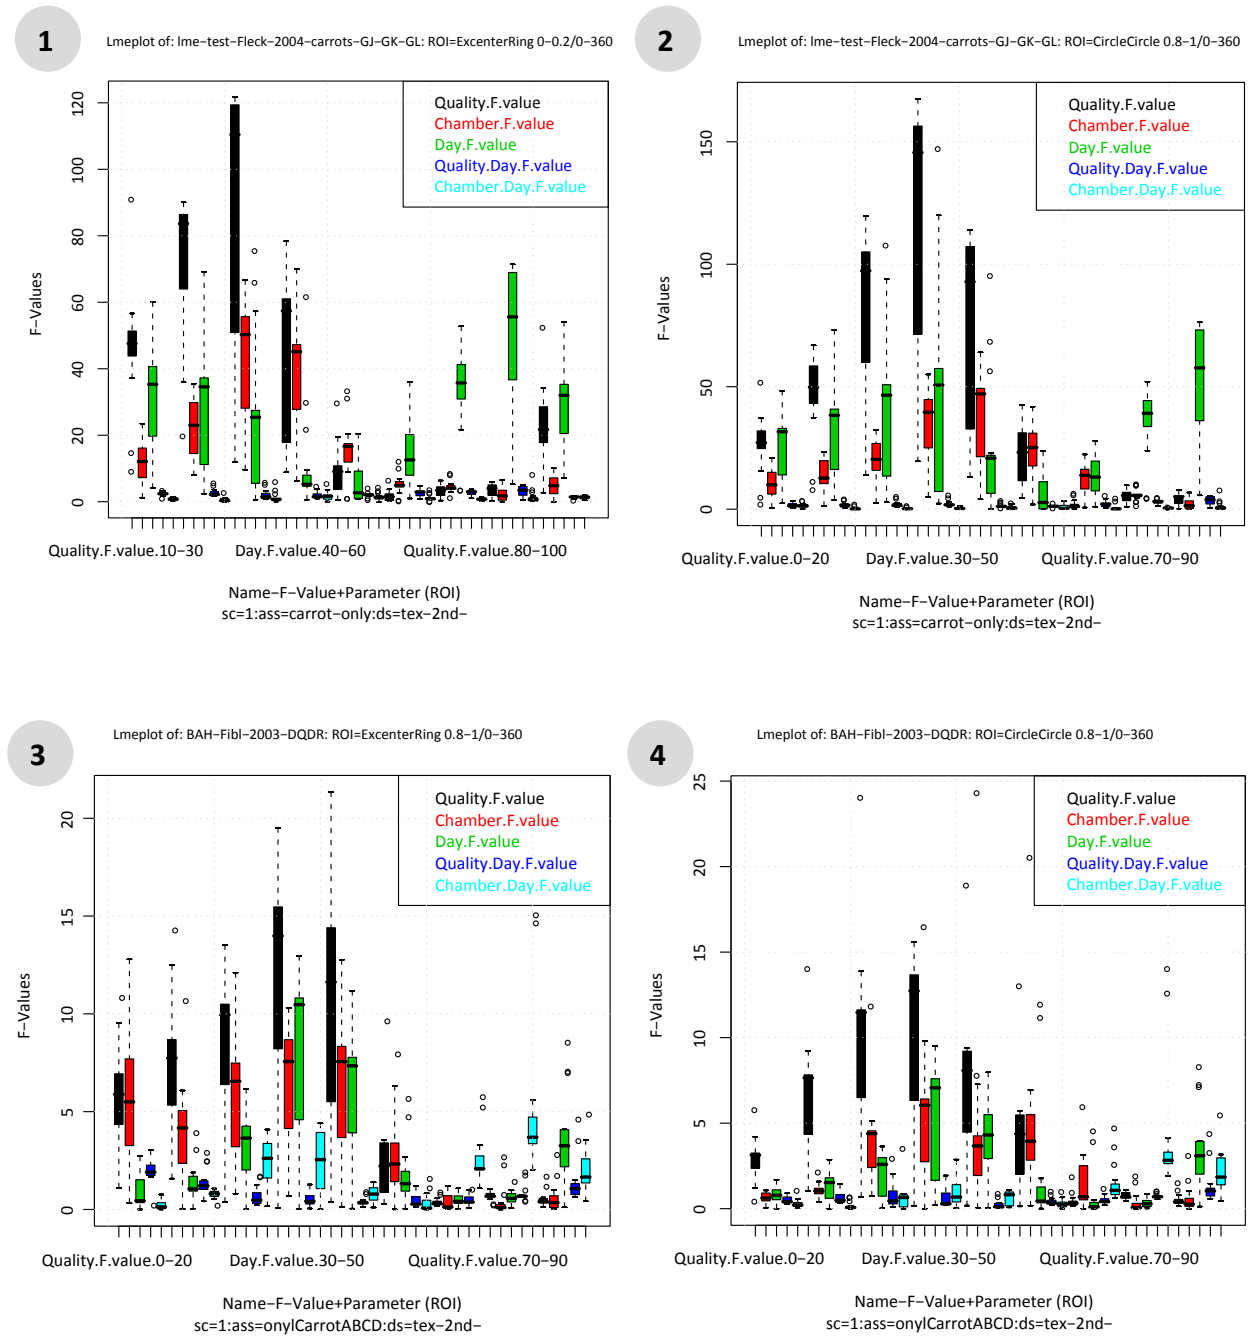 1
Lmeplot of: lme-test-Fleck-2004-carrots-GJ-GK-GL: ROI=ExcenterRing 0-0.2/0-360
Quality.F.value
Chamber.F.value
Day.F.value
Quality.Day.F.value
Chamber.Day.F.value
120
100
80
60
40
20
0
F-Values
Quality.F.value.10-30 Day.F.value.40-60 Quality.F.value.80-100
Name-F-Value+Parameter (ROI)
sc=1:ass=carrot-only:ds=tex-2nd-
2
Lmeplot of: lme-test-Fleck-2004-carrots-GJ-GK-GL: ROI=CircleCircle 0.8-1/0-360
Quality.F.value
Chamber.F.value
Day.F.value
Quality.Day.F.value
Chamber.Day.F.value
150
100
50
0
F-Values
Quality.F.value.0-20 Day.F.value.30-50 Quality.F.value.70-90
Name-F-Value+Parameter (ROI)
sc=1:ass=carrot-only:ds=tex-2nd-
3
Lmeplot of: BAH-Fibl-2003-DQDR: ROI=ExcenterRing 0.8-1/0-360
Quality.F.value
Chamber.F.value
Day.F.value
Quality.Day.F.value
Chamber.Day.F.value
20
15
10
5
0
F-Values
Quality.F.value.0-20 Day.F.value.30-50 Quality.F.value.70-90
Name-F-Value+Parameter (ROI)
sc=1:ass=onylCarrotABCD:ds=tex-2nd-
4
Lmeplot of: BAH-Fibl-2003-DQDR: ROI=CircleCircle 0.8-1/0-360
Quality.F.value
Chamber.F.value
Day.F.value
Quality.Day.F.value
Chamber.Day.F.value
25
20
15
10
5
0
F-Values
Quality.F.value.0-20 Day.F.value.30-50 Quality.F.value.70-90
Name-F-Value+Parameter (ROI)
sc=1:ass=onylCarrotABCD:ds=tex-2nd-